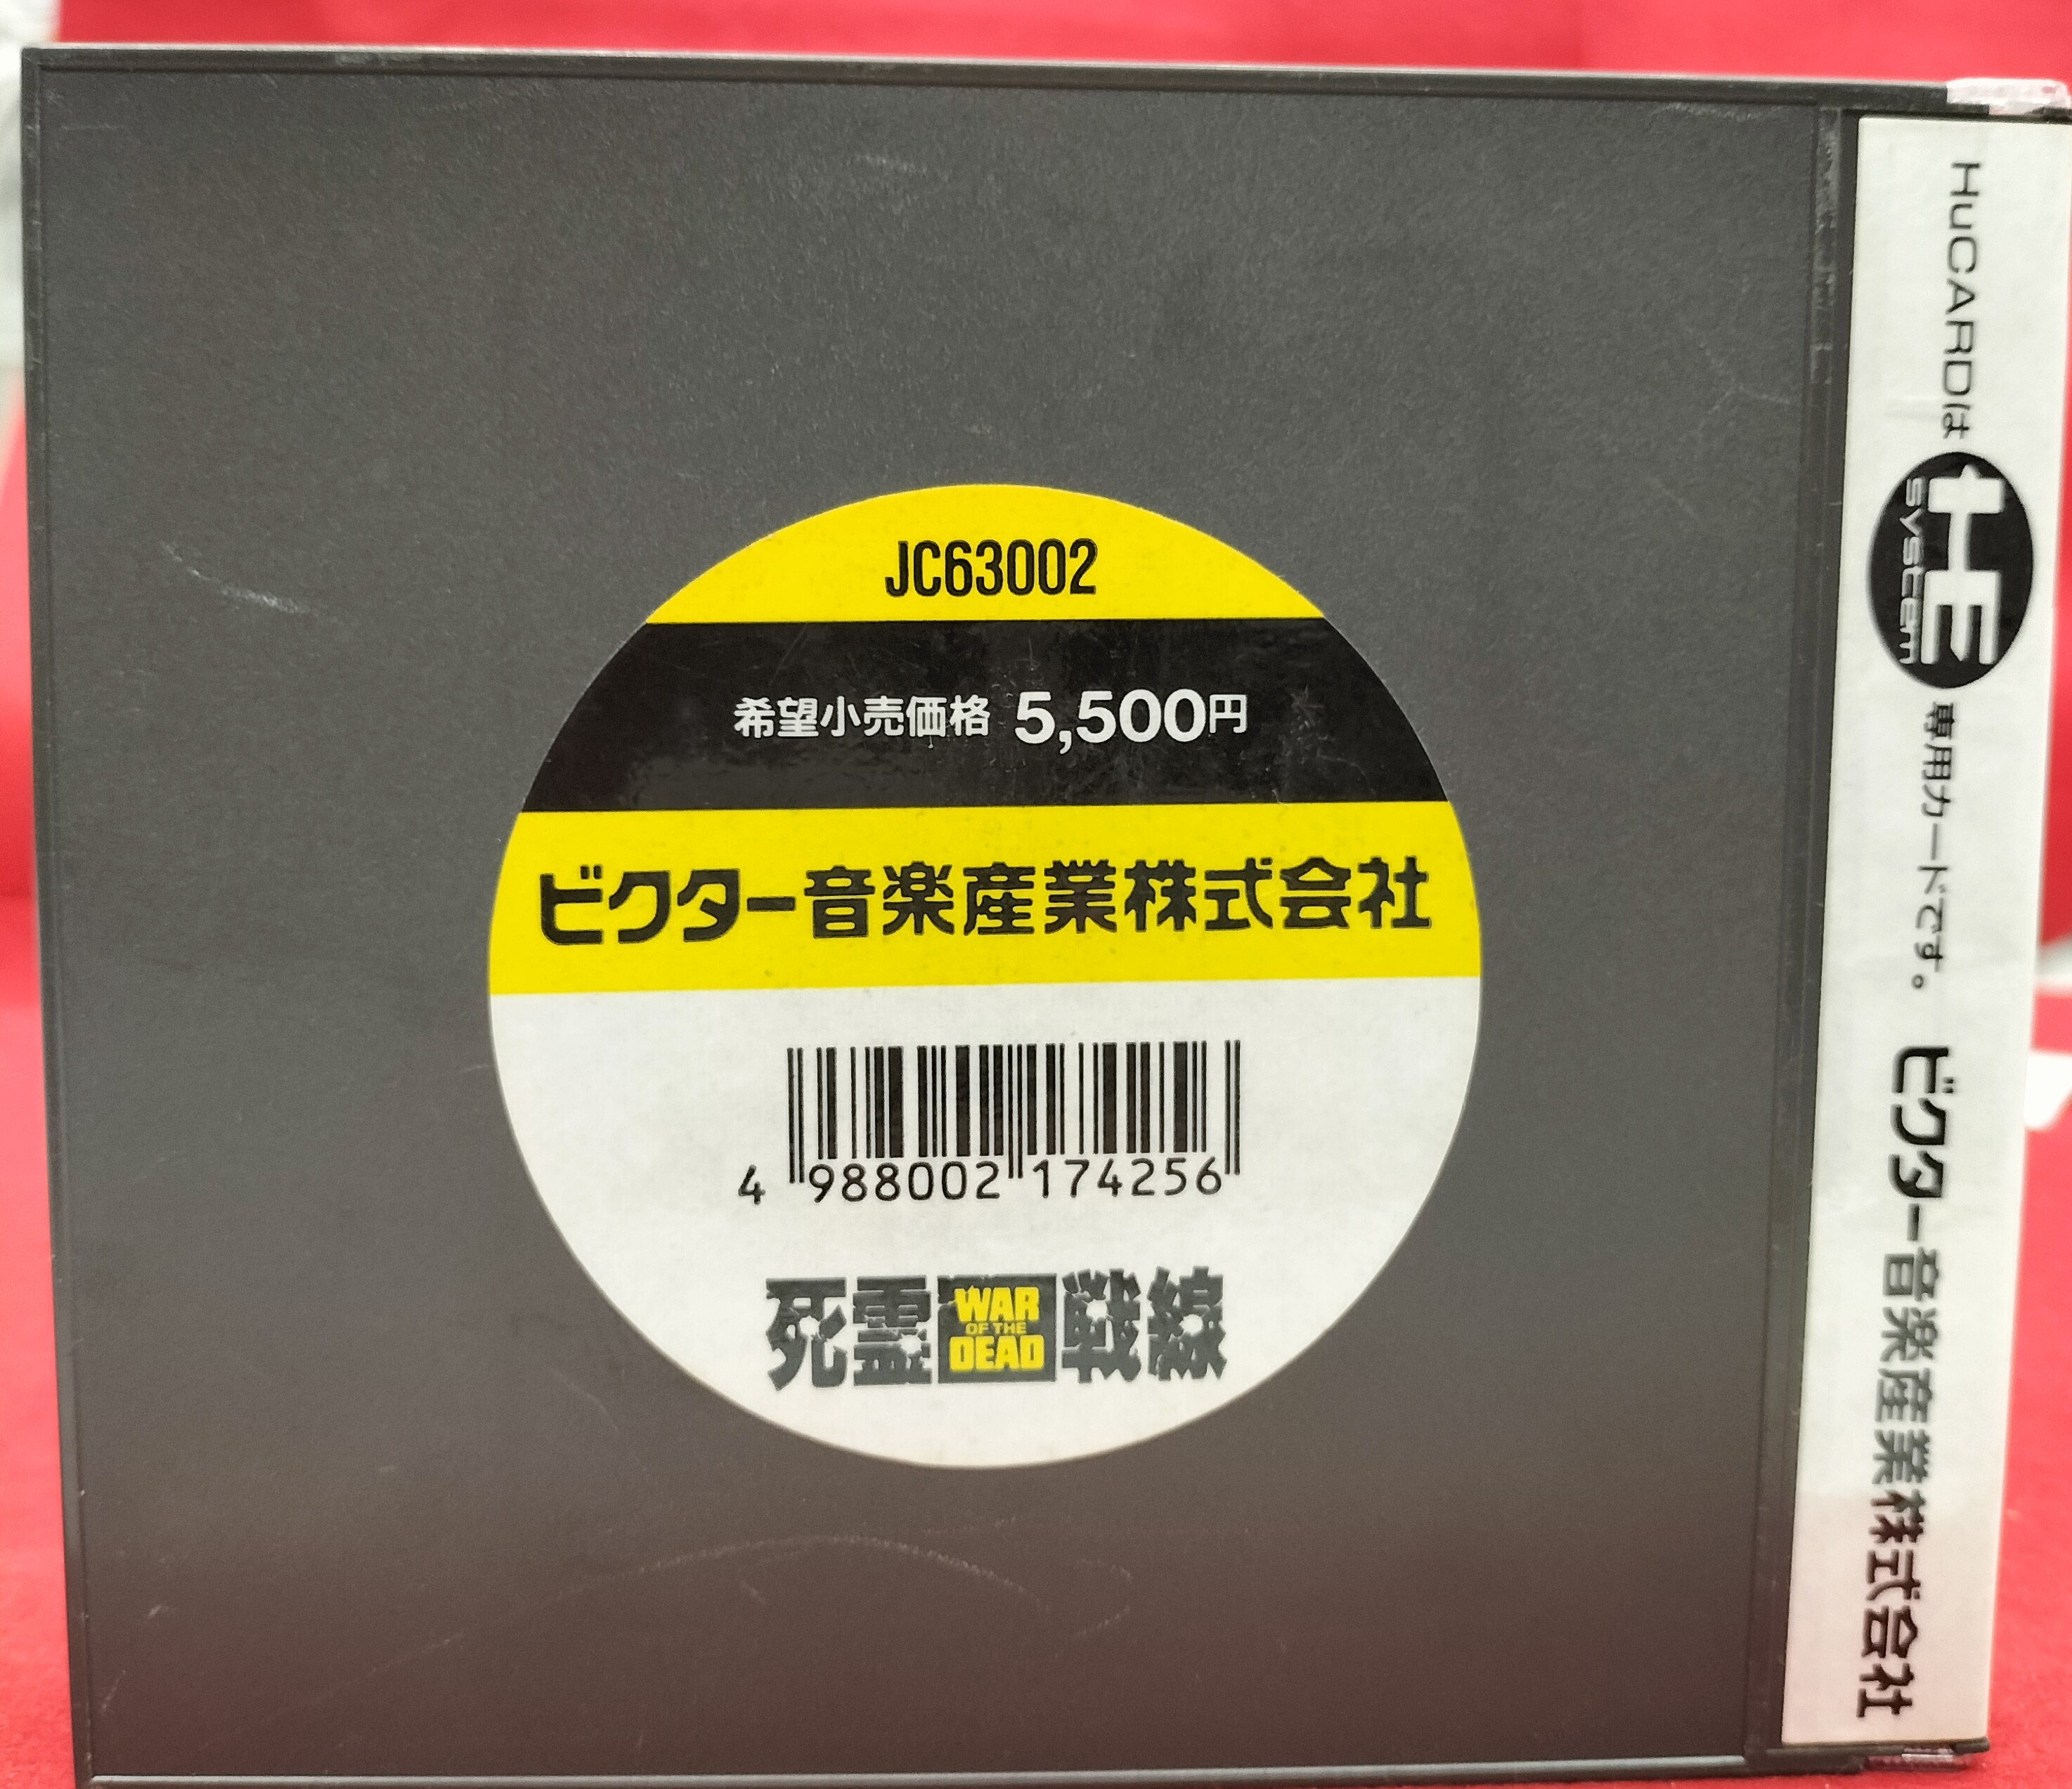 JC63002
希望小売価格 5,500円
ビクター音楽産業株式会社
4 988002 174256
死霊 WAR OF THE DEAD 戦線
HuCARDは HE system 専用カードです。 ビクター音楽産業株式会社